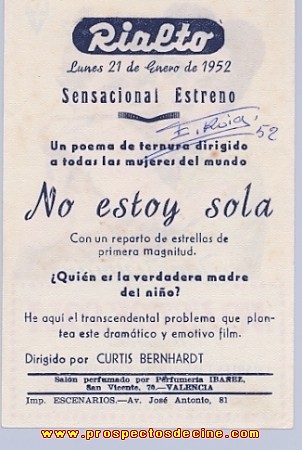 Rialto
Lunes 21 de Enero de 1952
Sensacional Estreno
Un poema de ternura dirigido
a todas las mujeres del mundo
No estoy sola
Con un reparto de estrellas de
primera magnitud.
¿Quién es la verdadera madre
del niño?
He aquí el transcendental problema que plan-
tea este dramático y emotivo film.
Dirigido por CURTIS BERNHARDT
Salón perfumado por Perfumería IBAÑEZ,
San Vicente, 70.-VALENCIA
Imp. ESCENARIOS.—Av. José Antonio, 81
www.prospectosdecine.com